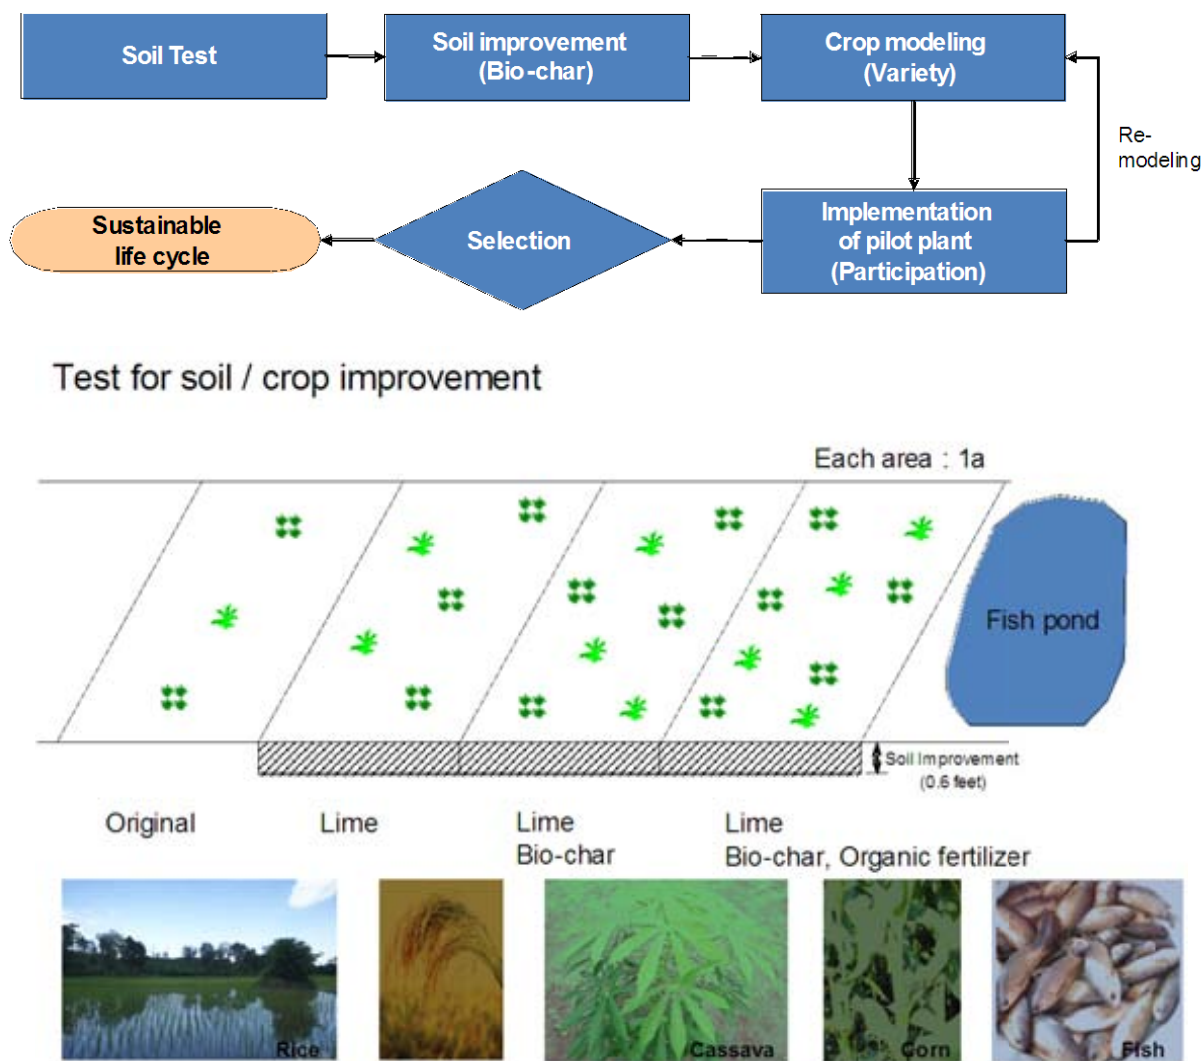 Soil Test
Soil improvement
(Bio-char)
Crop modeling
(Variety)
Re-
modeling
Sustainable
life cycle
Selection
Implementation
of pilot plant
(Participation)
Test for soil / crop improvement
Each area : 1a
Fish pond
Soil Improvement
(0.6 feet)
Original
Lime
Lime
Bio-char
Lime
Bio-char, Organic fertilizer
Rice
Cassava
Corn
Fish